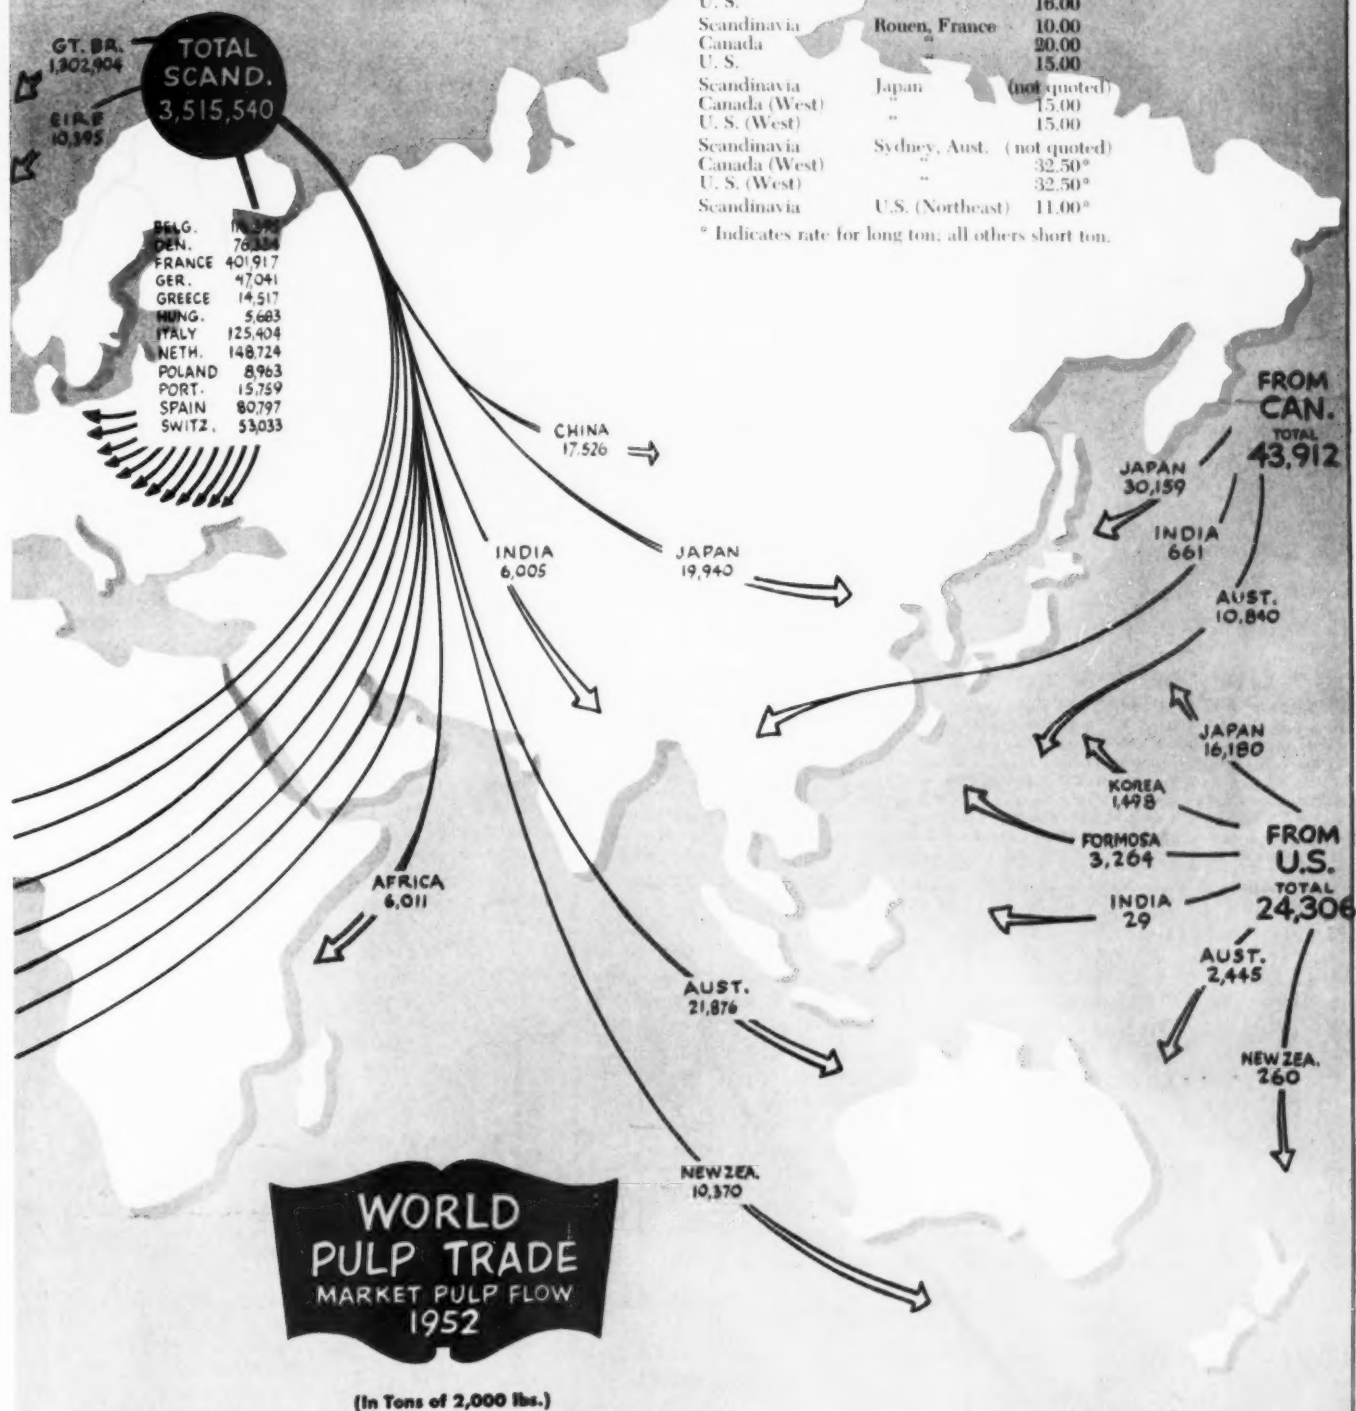 U. S. 16.00
Scandinavia Rouen, France 10.00
Canada " 20.00
U. S. " 15.00
Scandinavia Japan (not quoted)
Canada (West) " 15.00
U. S. (West) " 15.00
Scandinavia Sydney, Aust. (not quoted)
Canada (West) " 32.50*
U. S. (West) " 32.50*
Scandinavia U.S. (Northeast) 11.00*
* Indicates rate for long ton; all others short ton.
GT. BR.
1,302,904
EIRE
10,395
TOTAL
SCAND.
3,515,540
BELG.
DEN.
FRANCE 401,917
GER. 47,041
GREECE 14,517
HUNG. 5,683
ITALY 125,404
NETH. 148,724
POLAND 8,963
PORT. 15,759
SPAIN 80,797
SWITZ. 53,033
CHINA
17,526
INDIA
6,005
JAPAN
19,940
AFRICA
6,011
AUST.
21,876
NEW ZEA.
10,370
FROM
CAN.
TOTAL
43,912
JAPAN
30,159
INDIA
661
AUST.
10,840
JAPAN
16,180
KOREA
1,498
FORMOSA
3,264
FROM
U.S.
TOTAL
24,306
INDIA
29
AUST.
2,445
NEW ZEA.
260
WORLD
PULP TRADE
MARKET PULP FLOW
1952
(In Tons of 2,000 lbs.)